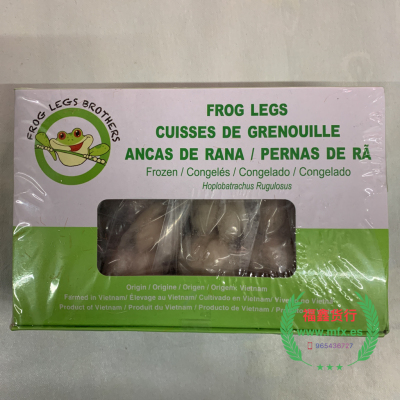 FROG LEGS BROTHERS
FROG LEGS
CUISSES DE GRENOUILLE
ANCAS DE RANA / PERNAS DE RÃ
Frozen / Congelés / Congelado / Congelado
Hoplobatrachus Rugulosus
Origin / Origine / Origen / Origene Vietnam
Farmed in Vietnam/ Élevage au Vietnam/ Cultivado en Vietnam/
Product of Vietnam / Produit du Vietnam / Producto de Vietnam /
www.mfx.es
965436727